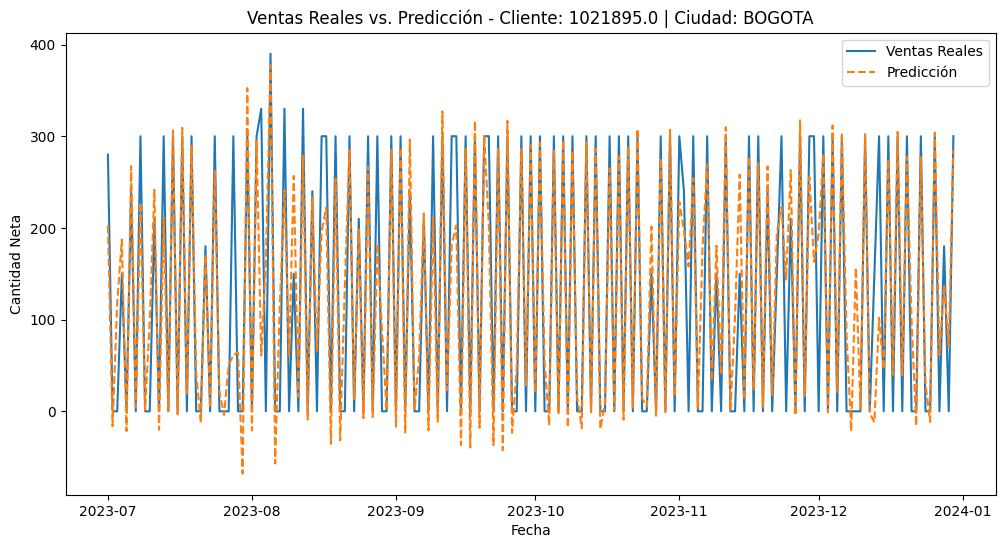 Ventas Reales vs. Predicción - Cliente: 1021895.0 | Ciudad: BOGOTA
Ventas Reales
Predicción
Cantidad Neta
400
300
200
100
0
2023-07 2023-08 2023-09 2023-10 2023-11 2023-12 2024-01
Fecha